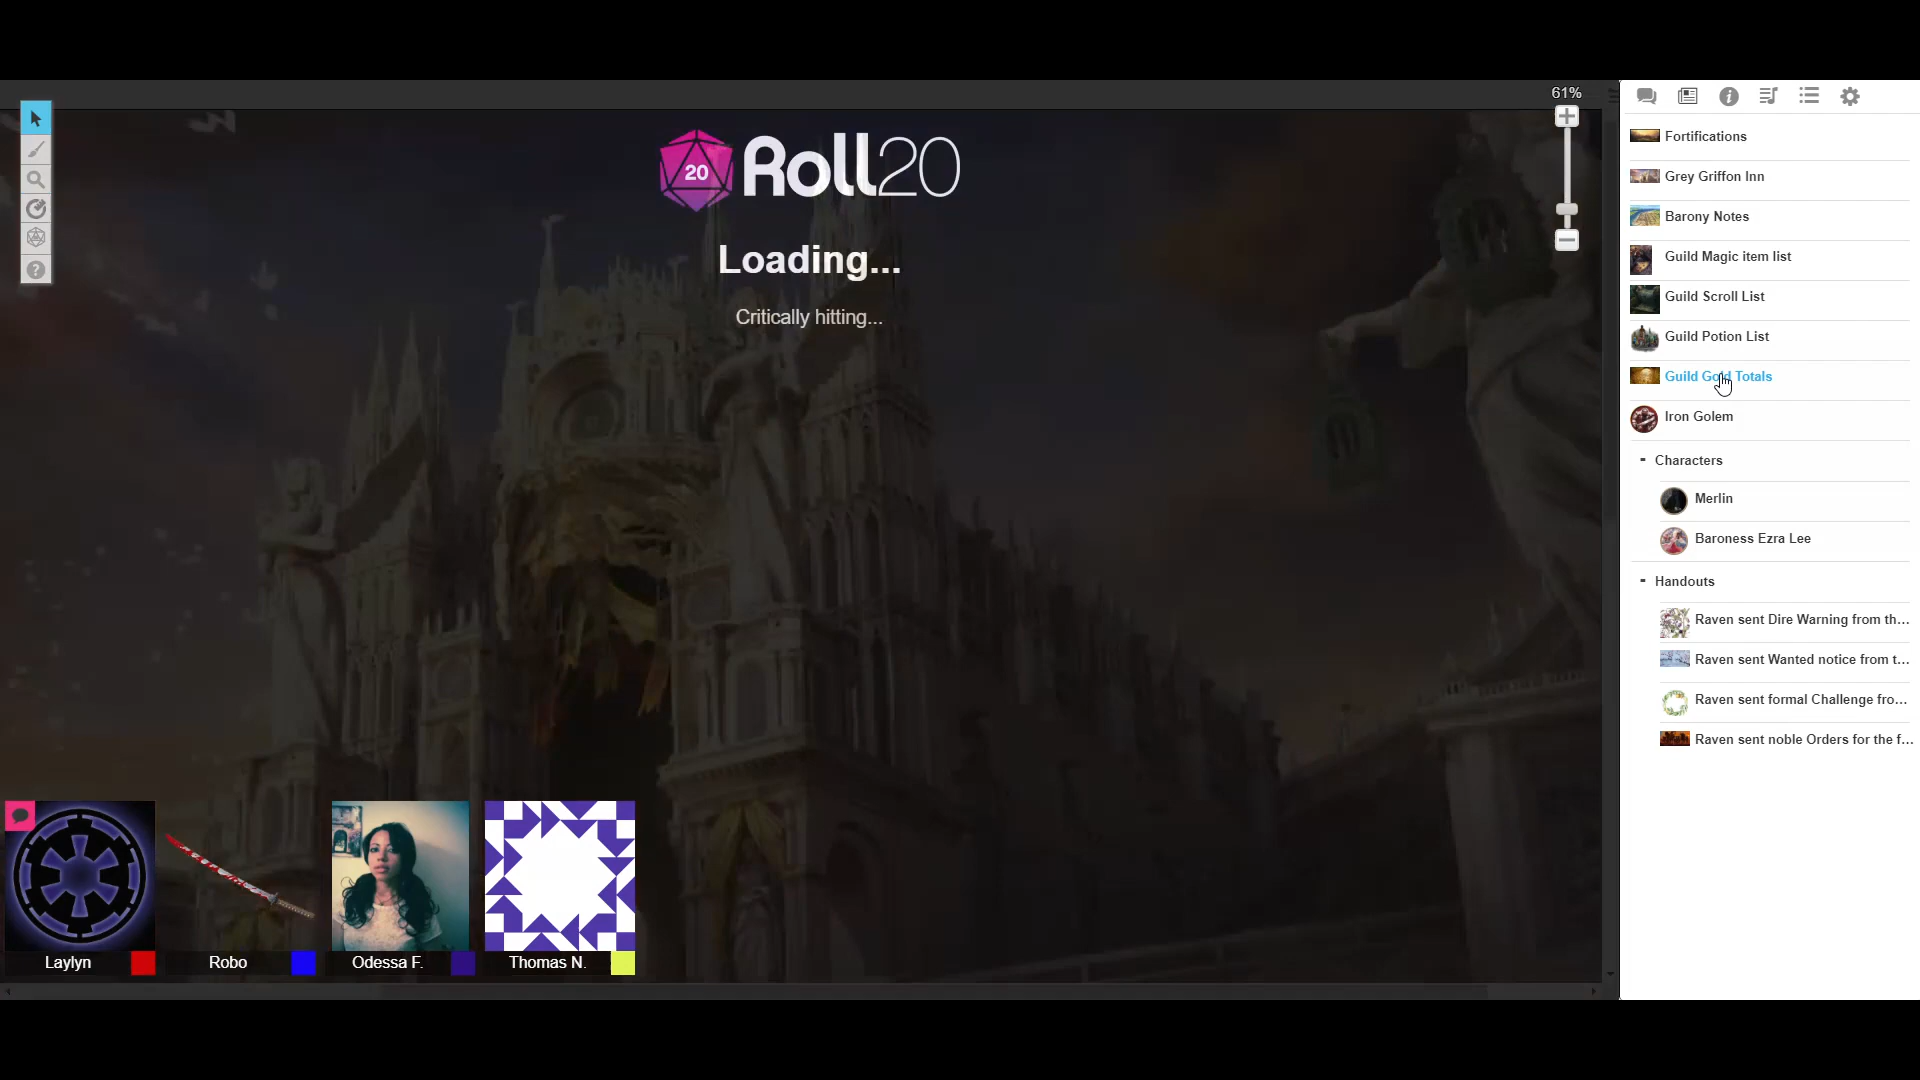 61%
20 Roll20
Loading...
Critically hitting...
Laylyn
Robo
Odessa F.
Thomas N.
Fortifications
Grey Griffon Inn
Barony Notes
Guild Magic item list
Guild Scroll List
Guild Potion List
Guild Gold Totals
Iron Golem
- Characters
Merlin
Baroness Ezra Lee
- Handouts
Raven sent Dire Warning from th...
Raven sent Wanted notice from t...
Raven sent formal Challenge fro...
Raven sent noble Orders for the f...